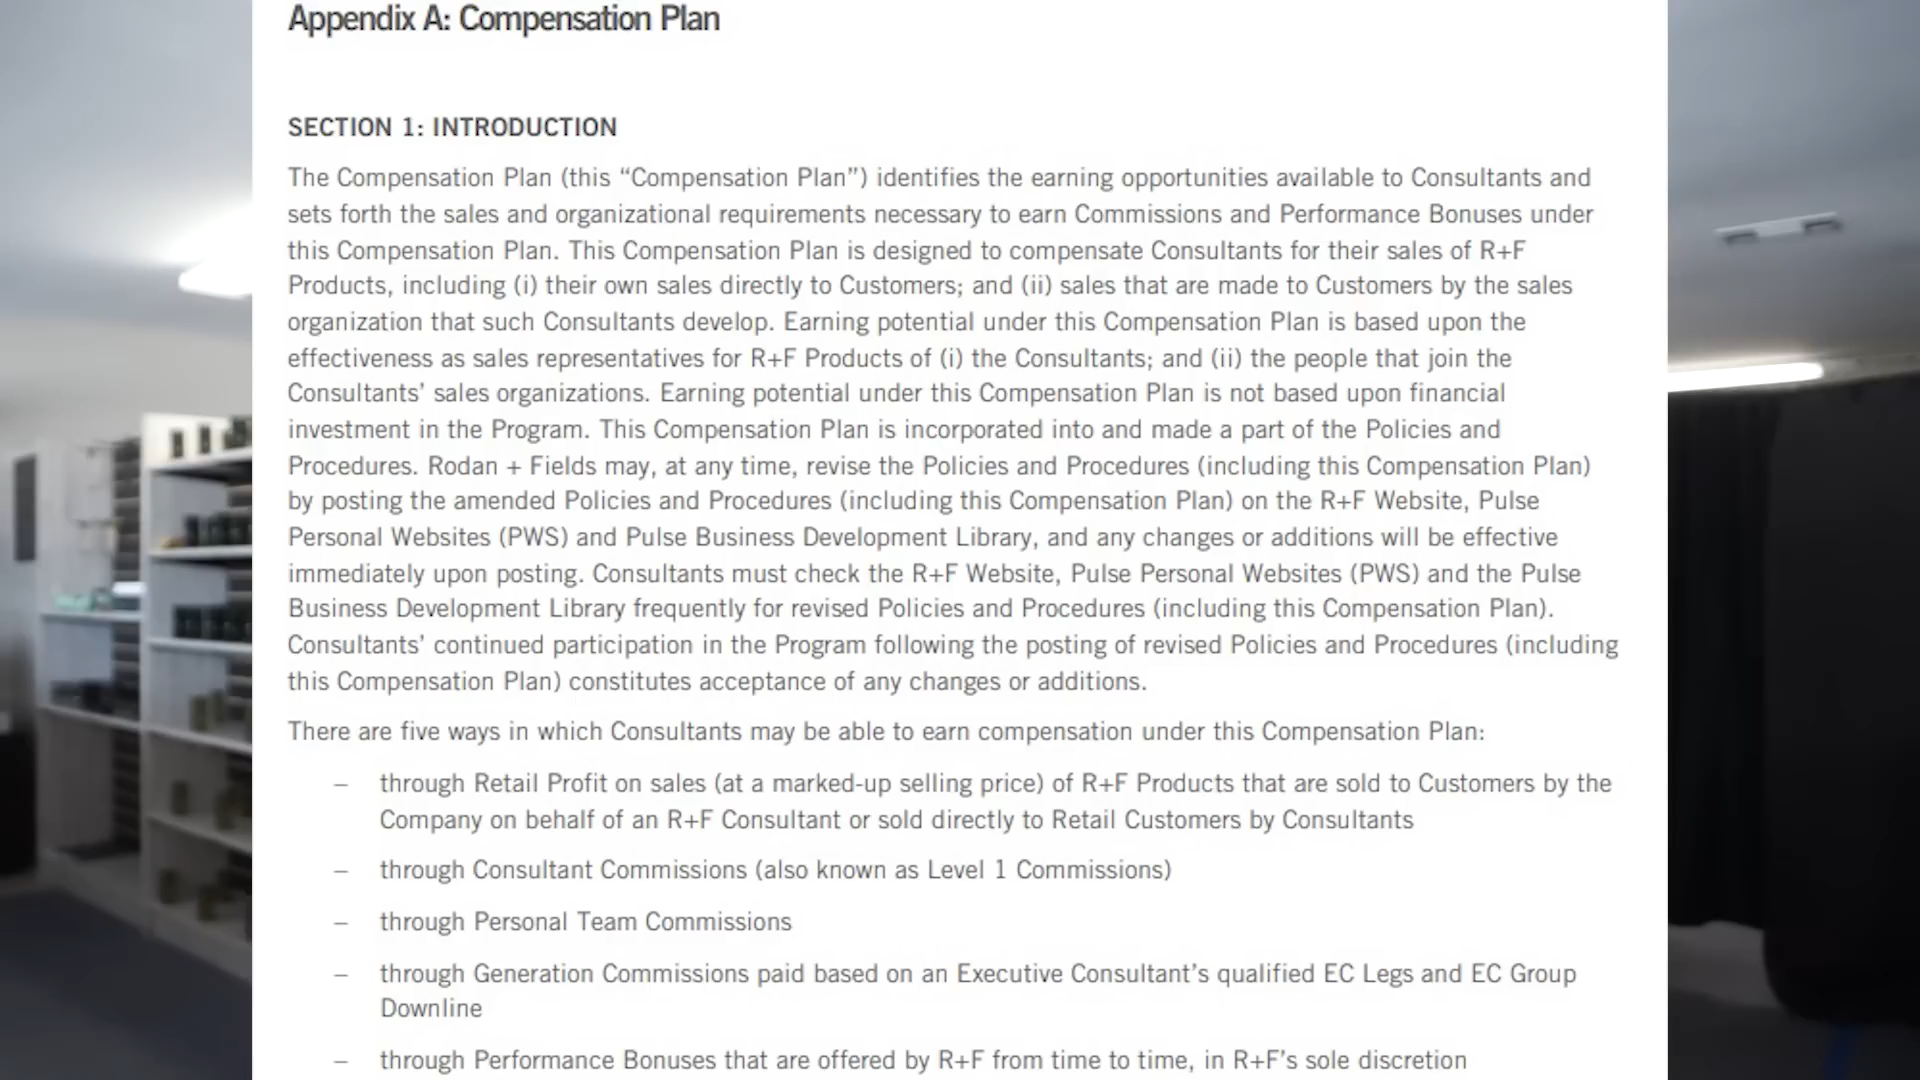 Appendix A: Compensation Plan
SECTION 1: INTRODUCTION
The Compensation Plan (this “Compensation Plan”) identifies the earning opportunities available to Consultants and
sets forth the sales and organizational requirements necessary to earn Commissions and Performance Bonuses under
this Compensation Plan. This Compensation Plan is designed to compensate Consultants for their sales of R+F
Products, including (i) their own sales directly to Customers; and (ii) sales that are made to Customers by the sales
organization that such Consultants develop. Earning potential under this Compensation Plan is based upon the
effectiveness as sales representatives for R+F Products of (i) the Consultants; and (ii) the people that join the
Consultants’ sales organizations. Earning potential under this Compensation Plan is not based upon financial
investment in the Program. This Compensation Plan is incorporated into and made a part of the Policies and
Procedures. Rodan + Fields may, at any time, revise the Policies and Procedures (including this Compensation Plan)
by posting the amended Policies and Procedures (including this Compensation Plan) on the R+F Website, Pulse
Personal Websites (PWS) and Pulse Business Development Library, and any changes or additions will be effective
immediately upon posting. Consultants must check the R+F Website, Pulse Personal Websites (PWS) and the Pulse
Business Development Library frequently for revised Policies and Procedures (including this Compensation Plan).
Consultants’ continued participation in the Program following the posting of revised Policies and Procedures (including
this Compensation Plan) constitutes acceptance of any changes or additions.
There are five ways in which Consultants may be able to earn compensation under this Compensation Plan:
– through Retail Profit on sales (at a marked-up selling price) of R+F Products that are sold to Customers by the
Company on behalf of an R+F Consultant or sold directly to Retail Customers by Consultants
– through Consultant Commissions (also known as Level 1 Commissions)
– through Personal Team Commissions
– through Generation Commissions paid based on an Executive Consultant’s qualified EC Legs and EC Group
Downline
– through Performance Bonuses that are offered by R+F from time to time, in R+F’s sole discretion